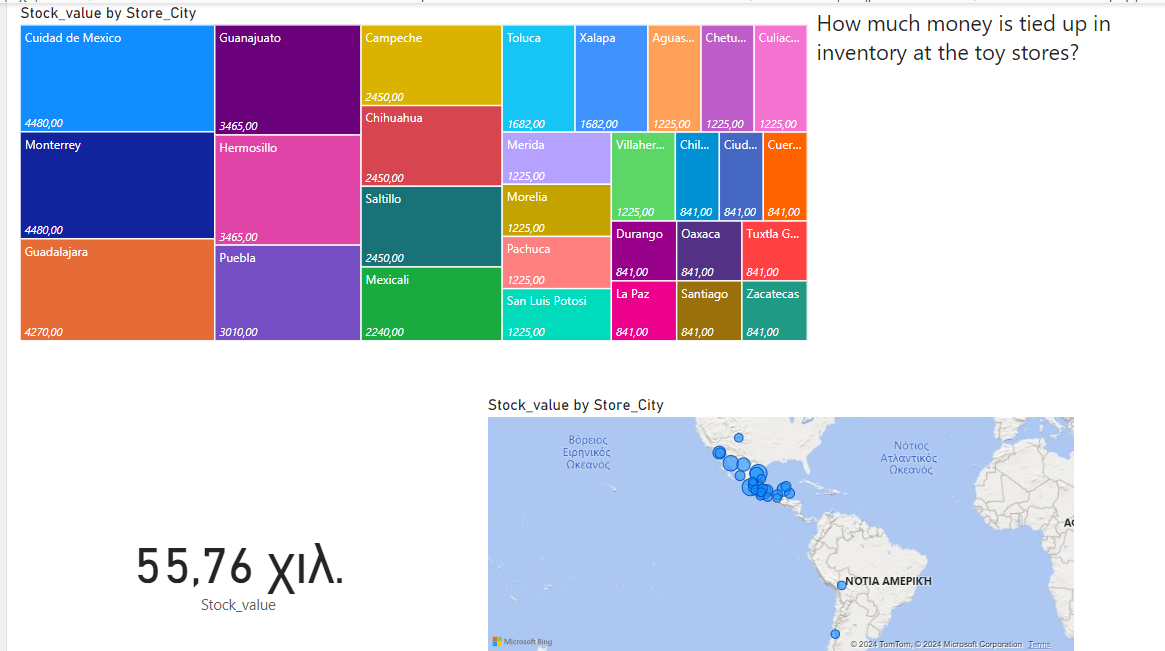 Stock_value by Store_City
How much money is tied up in
inventory at the toy stores?
Cuidad de Mexico
4480,00
Monterrey
4480,00
Guadalajara
4270,00
Guanajuato
3465,00
Hermosillo
3465,00
Puebla
3010,00
Campeche
2450,00
Chihuahua
2450,00
Saltillo
2450,00
Mexicali
2240,00
Toluca
1682,00
Xalapa
1682,00
Aguas...
1225,00
Chetu...
1225,00
Culiac...
1225,00
Merida
1225,00
Morelia
1225,00
Pachuca
1225,00
San Luis Potosi
1225,00
Villaher...
1225,00
Chil...
841,00
Ciud...
841,00
Cuer...
841,00
Durango
841,00
La Paz
841,00
Oaxaca
841,00
Santiago
841,00
Tuxtla G...
841,00
Zacatecas
841,00
Stock_value by Store_City
Βόρειος
Ειρηνικός
Ωκεανός
Νότιος
Ατλαντικός
Ωκεανός
ΝΌΤΙΑ ΑΜΕΡΙΚΉ
Microsoft Bing
© 2024 TomTom, © 2024 Microsoft Corporation Terms
55,76 χιλ.
Stock_value